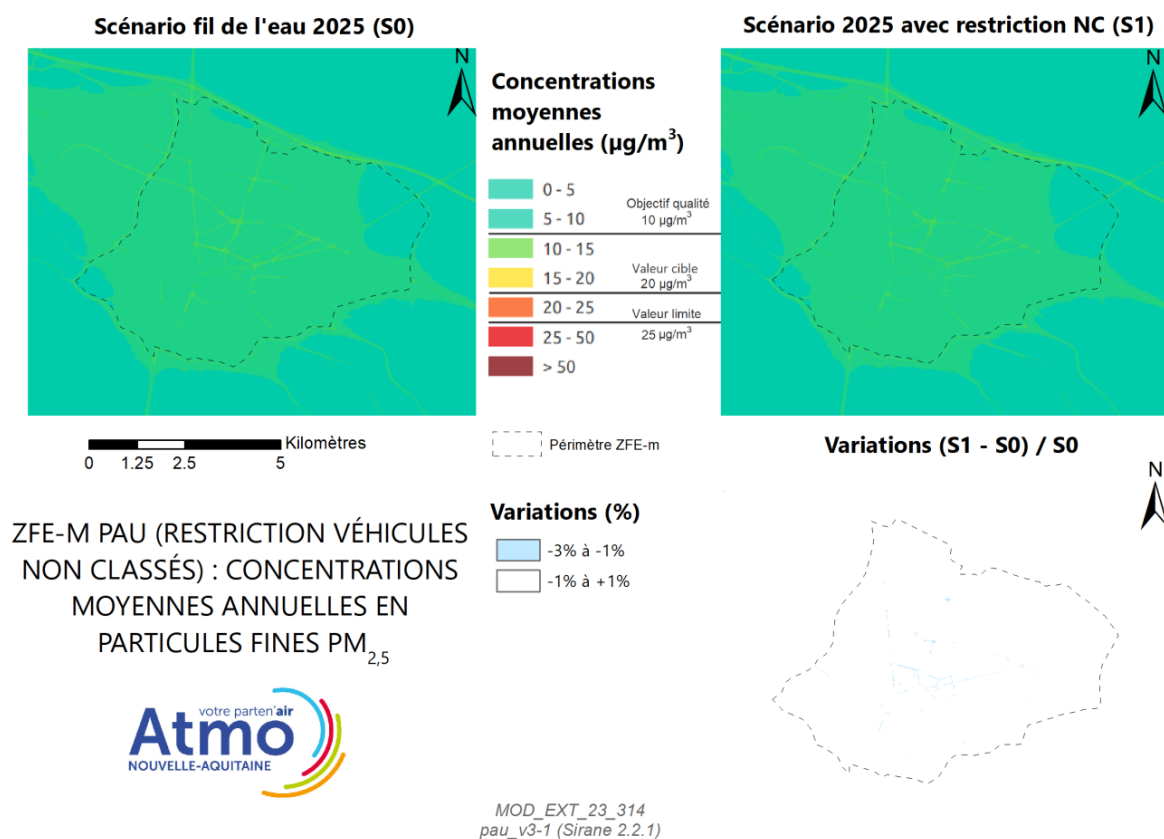 Scénario fil de l'eau 2025 (S0)
N
Concentrations
moyennes
annuelles (µg/m³)
0 - 5
5 - 10
Objectif qualité
10 µg/m³
10 - 15
15 - 20
Valeur cible
20 µg/m³
20 - 25
Valeur limite
25 µg/m³
25 - 50
> 50
Périmètre ZFE-m
Scénario 2025 avec restriction NC (S1)
N
0 1.25 2.5 5 Kilomètres
Variations (S1 - S0) / S0
N
ZFE-M PAU (RESTRICTION VÉHICULES
NON CLASSÉS) : CONCENTRATIONS
MOYENNES ANNUELLES EN
PARTICULES FINES PM2,5
Variations (%)
-3% à -1%
-1% à +1%
votre parten'air
Atmo
NOUVELLE-AQUITAINE
MOD_EXT_23_314
pau_v3-1 (Sirane 2.2.1)